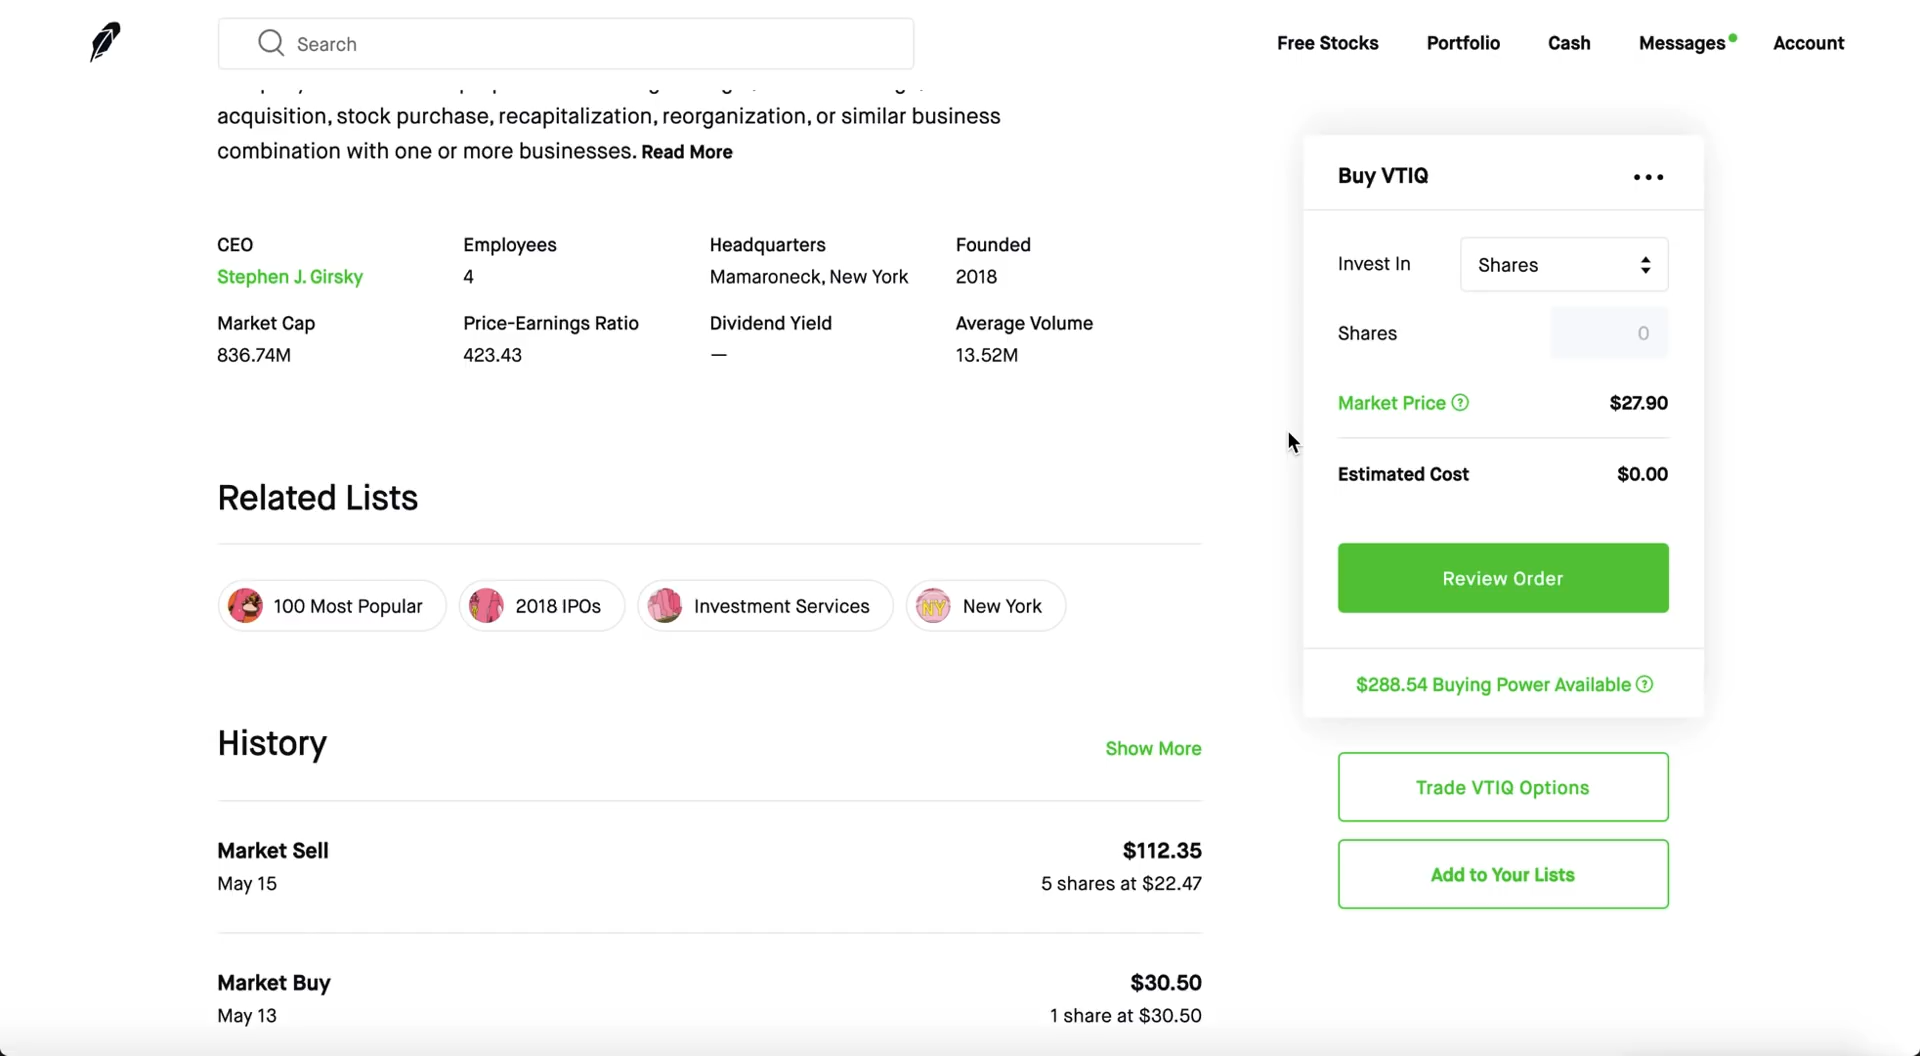 Search
Free Stocks
Portfolio
Cash
Messages
Account
acquisition, stock purchase, recapitalization, reorganization, or similar business
combination with one or more businesses. Read More
CEO
Stephen J. Girsky
Employees
4
Headquarters
Mamaroneck, New York
Founded
2018
Market Cap
836.74M
Price-Earnings Ratio
423.43
Dividend Yield
—
Average Volume
13.52M
Related Lists
100 Most Popular
2018 IPOs
Investment Services
NY
New York
History
Show More
Market Sell
$112.35
May 15
5 shares at $22.47
Market Buy
$30.50
May 13
1 share at $30.50
Buy VTIQ
Invest In
Shares
Shares
0
Market Price
$27.90
Estimated Cost
$0.00
Review Order
$288.54 Buying Power Available
Trade VTIQ Options
Add to Your Lists